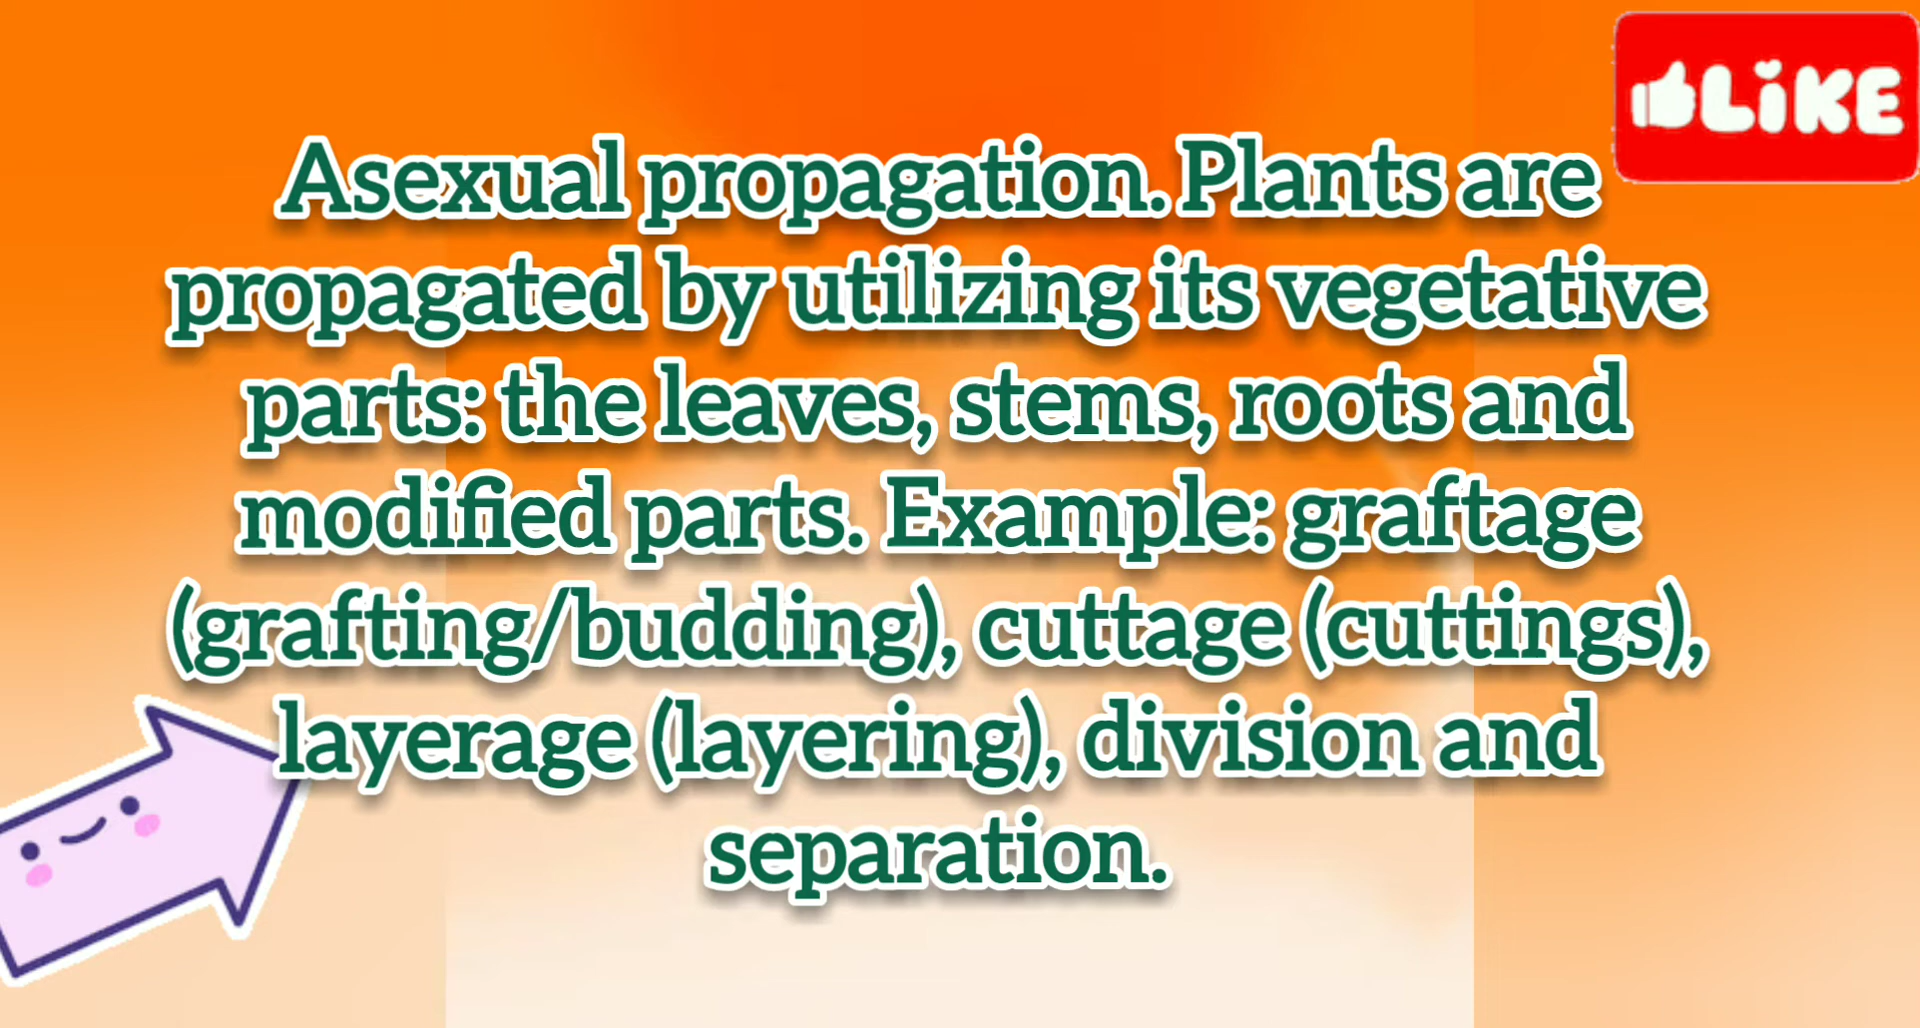 LiKE
Asexual propagation. Plants are
propagated by utilizing its vegetative
parts: the leaves, stems, roots and
modified parts. Example: graftage
(grafting/budding), cuttage (cuttings),
layerage (layering), division and
separation.